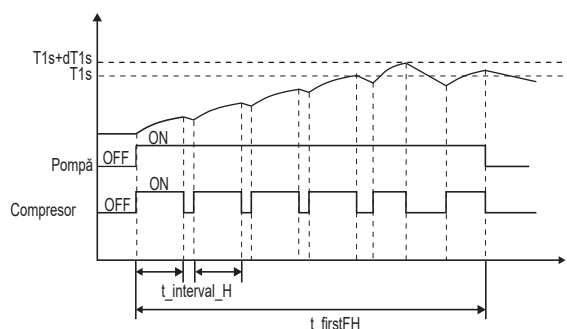 T1s+dT1s
T1s
ON
Pompă OFF
ON
Compresor OFF
t_interval_H
t_firstFH